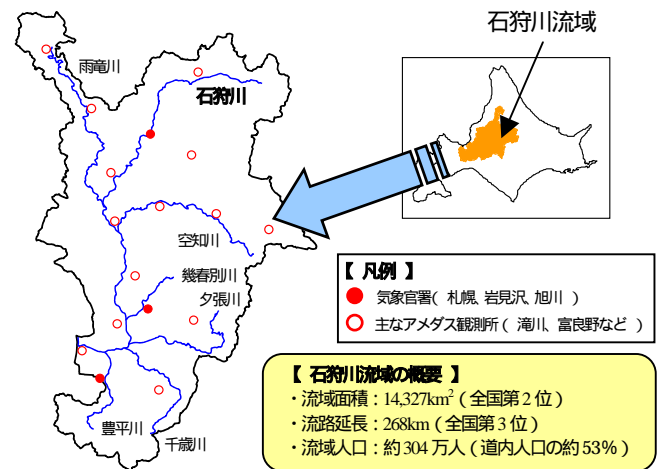 石狩川流域
雨竜川
石狩川
空知川
幾春別川
夕張川
豊平川
千歳川
【 凡例 】
気象官署( 札幌、岩見沢、旭川 )
主なアメダス観測所( 滝川、富良野など )
【 石狩川流域の概要 】
・流域面積：14,327km²（全国第２位）
・流路延長：268km（全国第３位）
・流域人口：約304万人（道内人口の約53%）